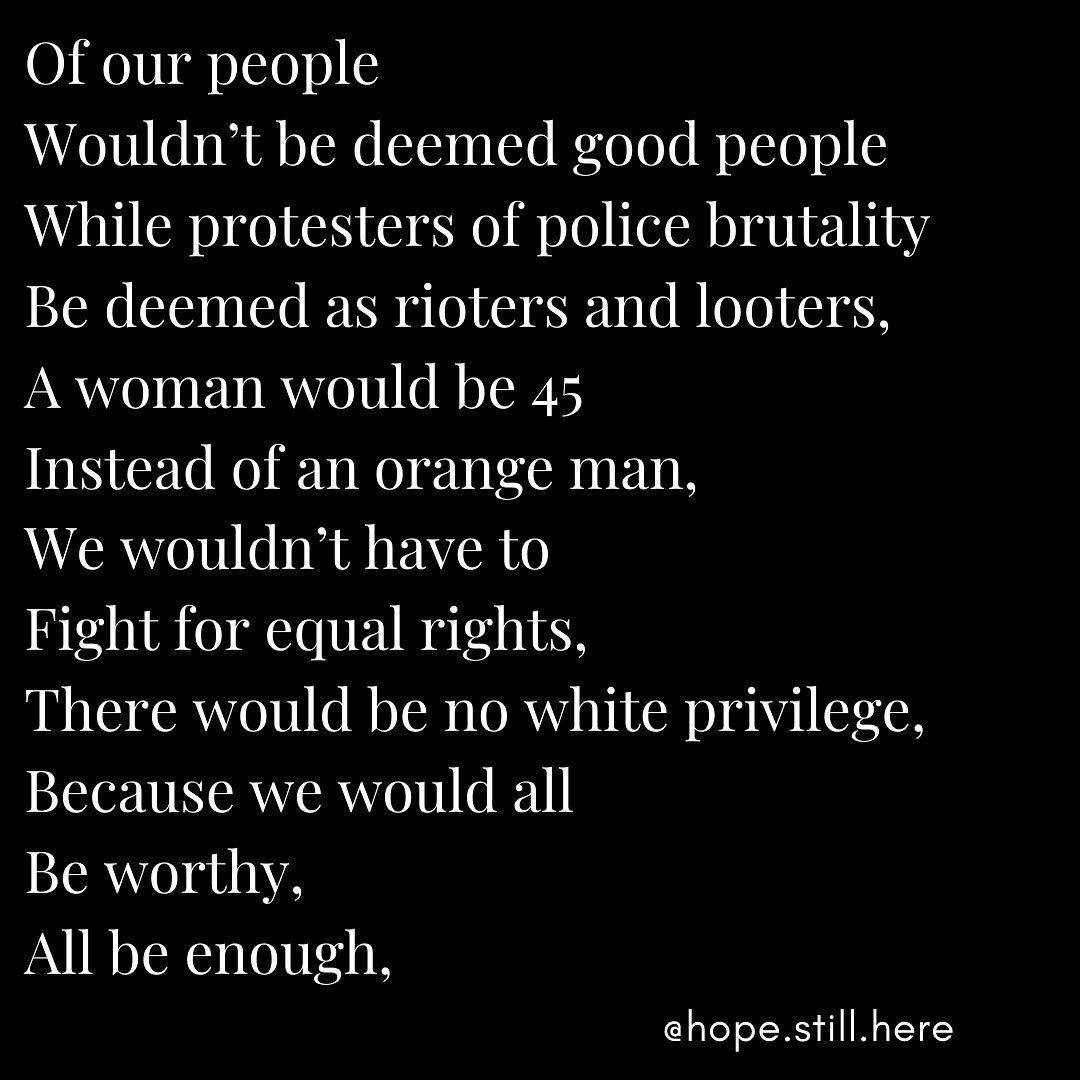 Of our people
Wouldn’t be deemed good people
While protesters of police brutality
Be deemed as rioters and looters,
A woman would be 45
Instead of an orange man,
We wouldn’t have to
Fight for equal rights,
There would be no white privilege,
Because we would all
Be worthy,
All be enough,
@hope.still.here